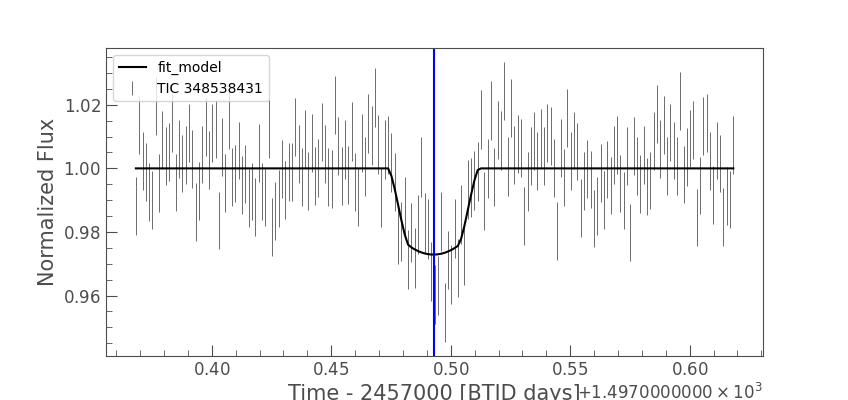 fit_model
TIC 348538431
1.02
1.00
0.98
0.96
Normalized Flux
0.40 0.45 0.50 0.55 0.60
Time - 2457000 [BTJD days]
+1.4970000000 × 10³